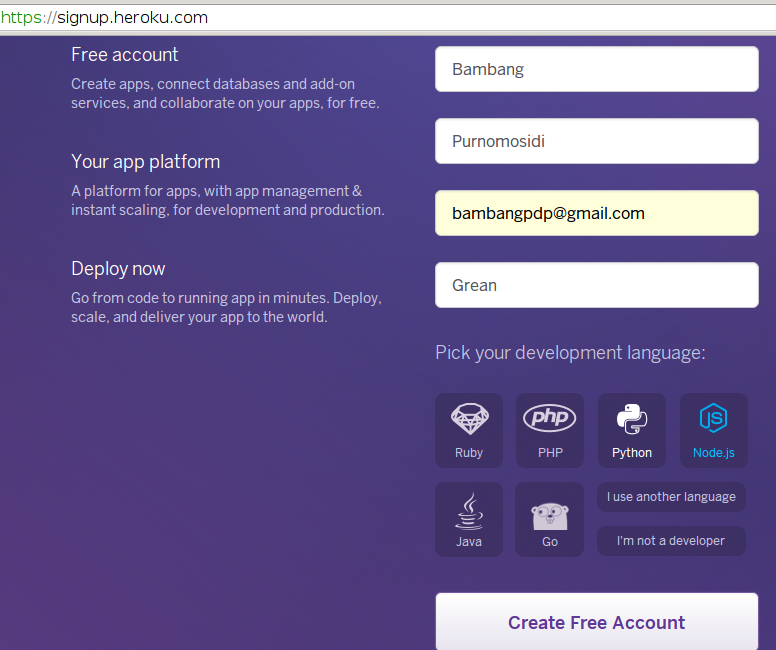 https://signup.heroku.com
Free account
Create apps, connect databases and add-on
services, and collaborate on your apps, for free.
Your app platform
A platform for apps, with app management &
instant scaling, for development and production.
Deploy now
Go from code to running app in minutes. Deploy,
scale, and deliver your app to the world.
Bambang
Purnomosidi
bambangpdp@gmail.com
Grean
Pick your development language:
php
JS
Ruby
PHP
Python
Node.js
Java
Go
I use another language
I'm not a developer
Create Free Account